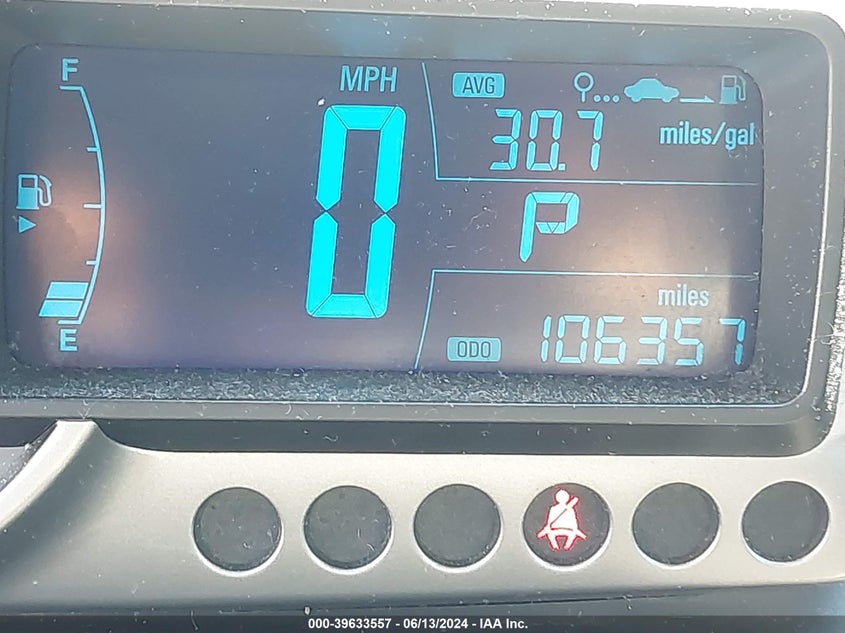 F
MPH
AVG
30.7 miles/gal
0
P
E
miles
ODO 106357
000-39633557 - 06/13/2024 - IAA Inc.